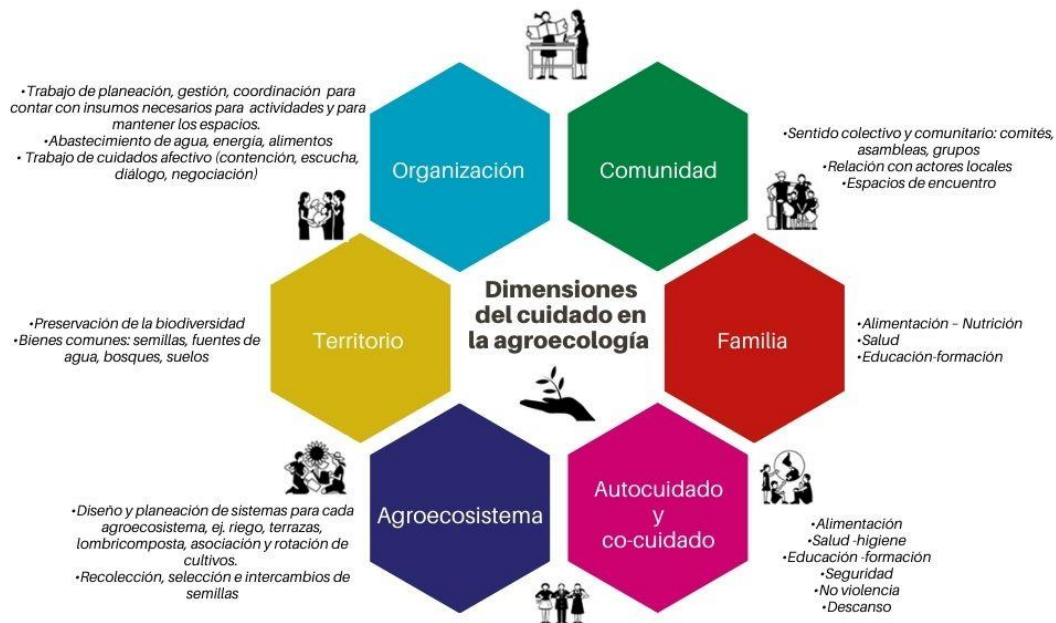 •Trabajo de planeación, gestión, coordinación para
contar con insumos necesarios para actividades y para
mantener los espacios.
•Abastecimiento de agua, energía, alimentos
• Trabajo de cuidados afectivo (contención, escucha,
diálogo, negociación)
Organización
Comunidad
•Sentido colectivo y comunitario: comités,
asambleas, grupos
•Relación con actores locales
•Espacios de encuentro
Dimensiones
del cuidado en
la agroecología
•Preservación de la biodiversidad
•Bienes comunes: semillas, fuentes de
agua, bosques, suelos
Territorio
Familia
•Alimentación – Nutrición
•Salud
•Educación-formación
•Diseño y planeación de sistemas para cada
agroecosistema, ej. riego, terrazas,
lombricomposta, asociación y rotación de
cultivos.
•Recolección, selección e intercambios de
semillas
Agroecosistema
Autocuidado
y
co-cuidado
•Alimentación
•Salud -higiene
•Educación -formación
•Seguridad
•No violencia
•Descanso